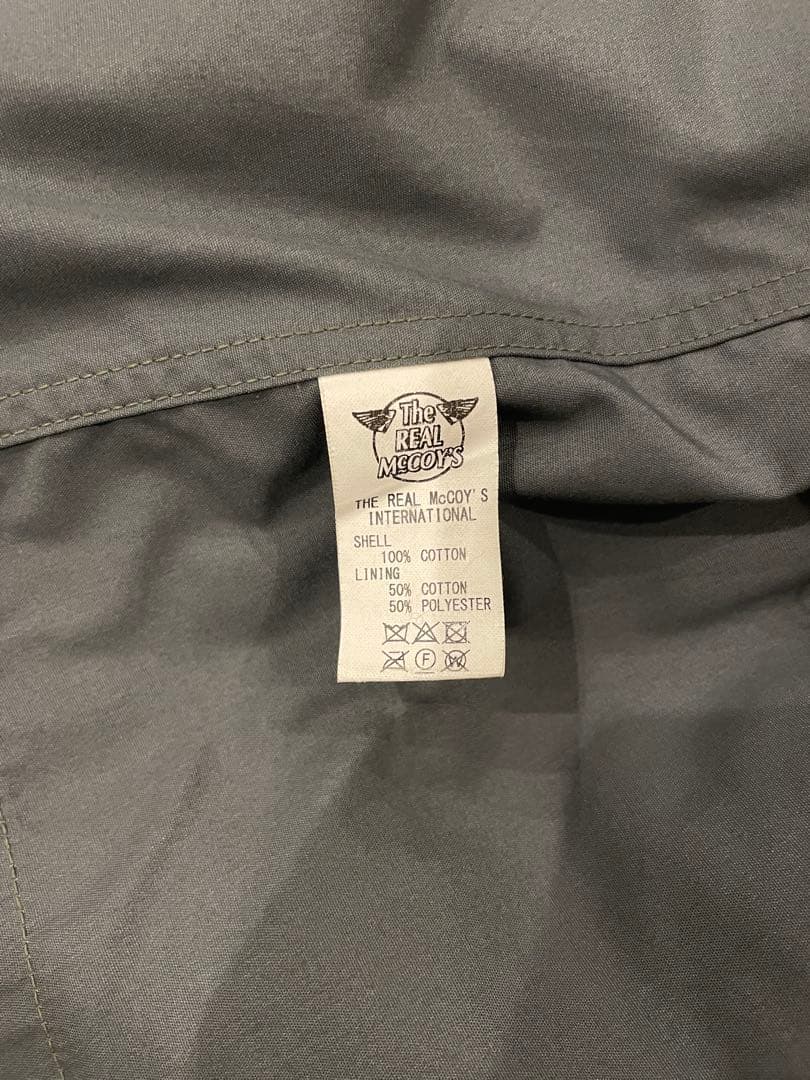 The
REAL
McCOY'S
THE REAL McCOY'S
INTERNATIONAL
SHELL
100% COTTON
LINING
50% COTTON
50% POLYESTER
F
W